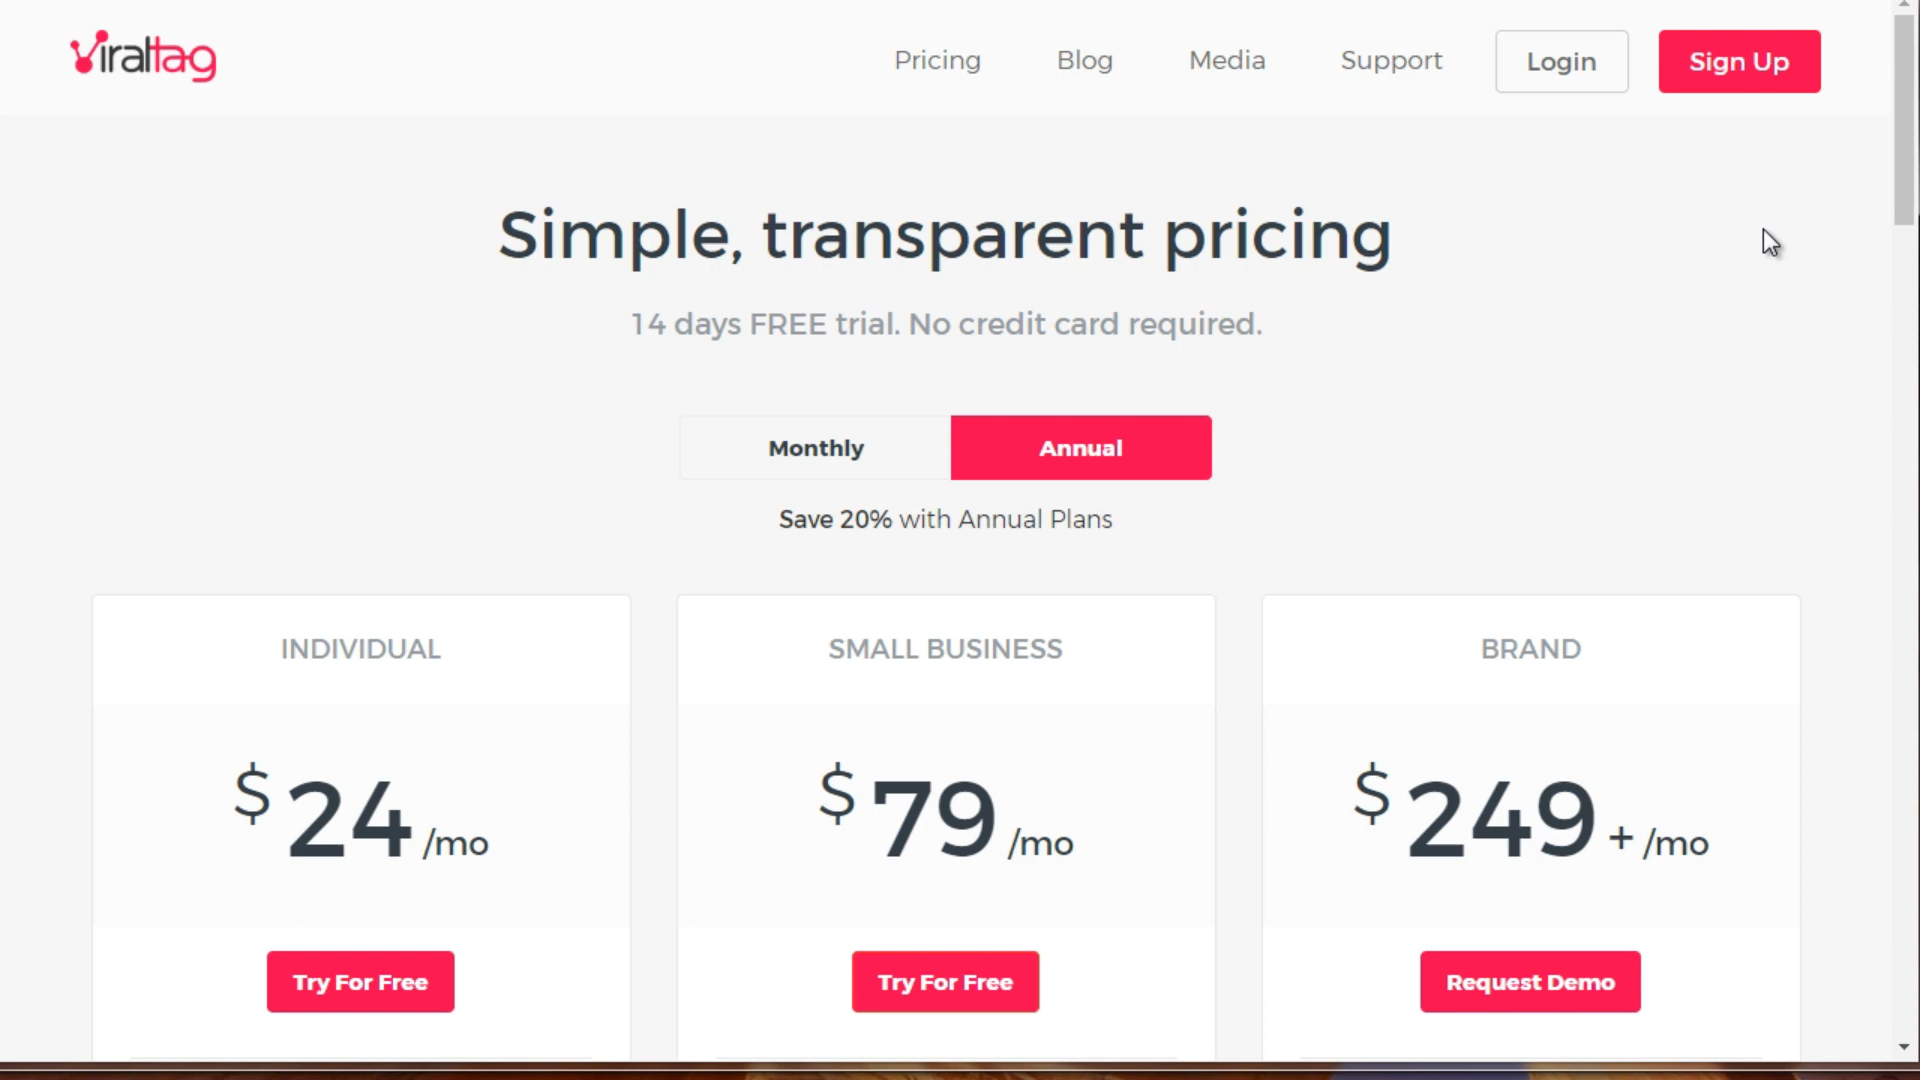 Viraltag
Pricing Blog Media Support Login Sign Up
Simple, transparent pricing
14 days FREE trial. No credit card required.
Monthly Annual
Save 20% with Annual Plans
INDIVIDUAL SMALL BUSINESS BRAND
$ 24 /mo $ 79 /mo $ 249 + /mo
Try For Free Try For Free Request Demo